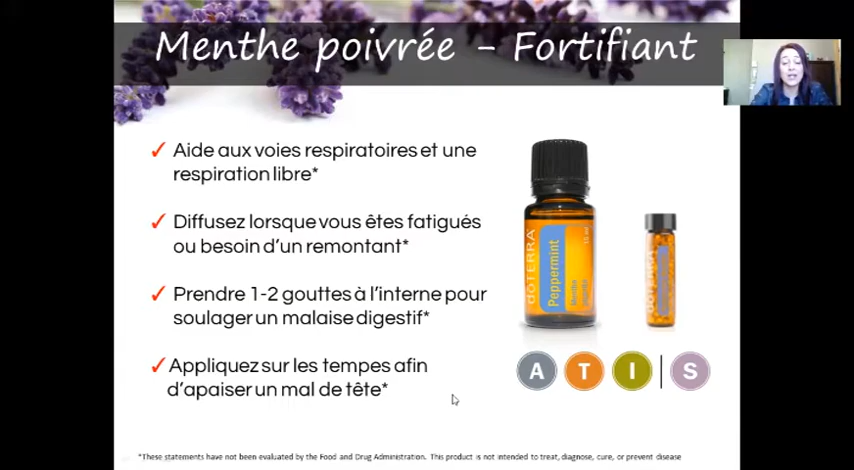 Menthe poivrée - Fortifiant
✓ Aide aux voies respiratoires et une
respiration libre*
✓ Diffusez lorsque vous êtes fatigués
ou besoin d'un remontant*
✓ Prendre 1-2 gouttes à l'interne pour
soulager un malaise digestif*
✓ Appliquez sur les tempes afin
d'apaiser un mal de tête*
dōTERRA
Peppermint
Menthe
15 ml
A T I | S
*These statements have not been evaluated by the Food and Drug Administration. This product is not intended to treat, diagnose, cure, or prevent disease